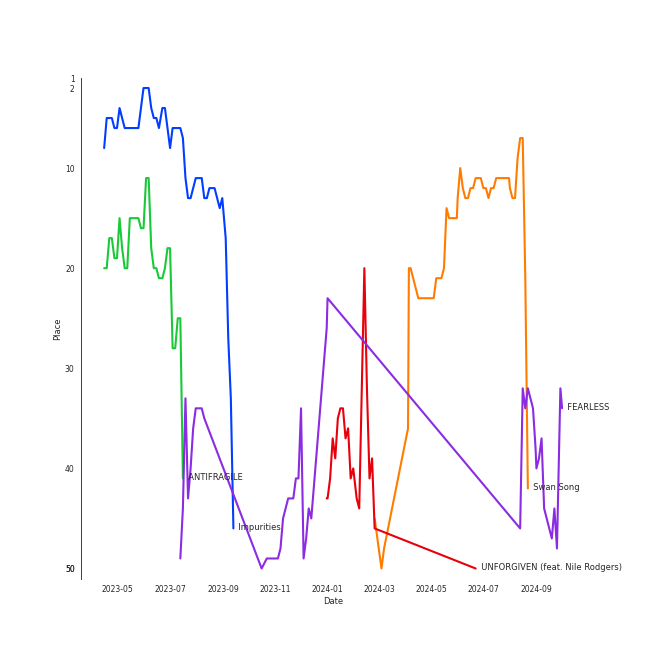 1
2
10
20
30
40
50
Place
ANTIFRAGILE
Impurities
FEARLESS
Swan Song
UNFORGIVEN (feat. Nile Rodgers)
2023-05 2023-07 2023-09 2023-11 2024-01 2024-03 2024-05 2024-07 2024-09
Date